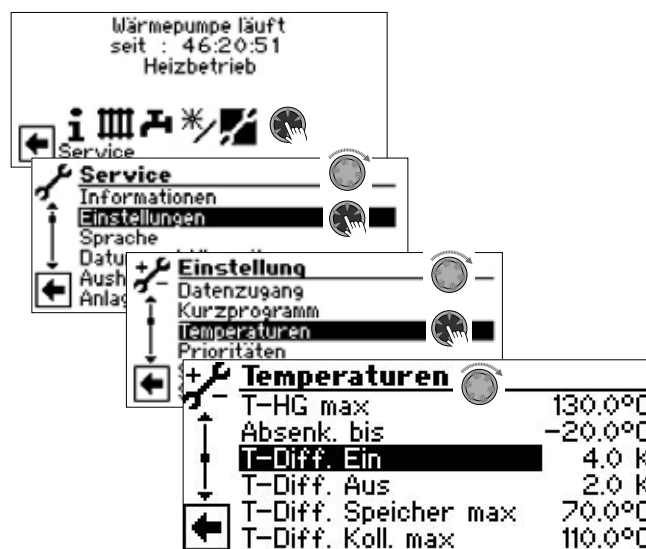 Wärmepumpe läuft
seit : 46:20:51
Heizbetrieb
Service
Service
Informationen
Einstellungen
Sprache
Datu
Aush
Anlag
Einstellung
Datenzugang
Kurzprogramm
Temperaturen
Prioritäten
Temperaturen
T-HG max 130.0°C
Absenk. bis -20.0°C
T-Diff. Ein 4.0 K
T-Diff. Aus 2.0 K
T-Diff. Speicher max 70.0°C
T-Diff. Koll. max 110.0°C